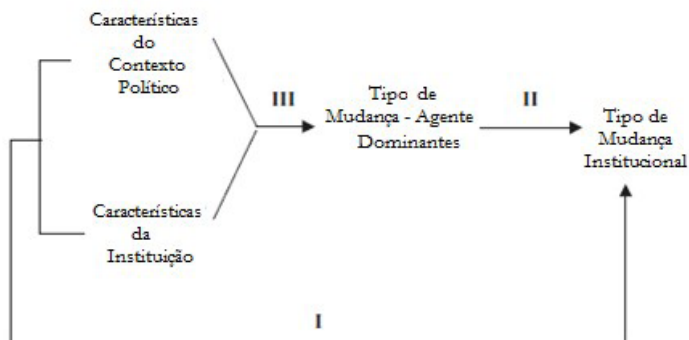 Características
do
Contexto
Político
III
Tipo de
Mudança - Agente
Dominantes
II
Tipo de
Mudança
Institucional
Características
da
Instituição
I